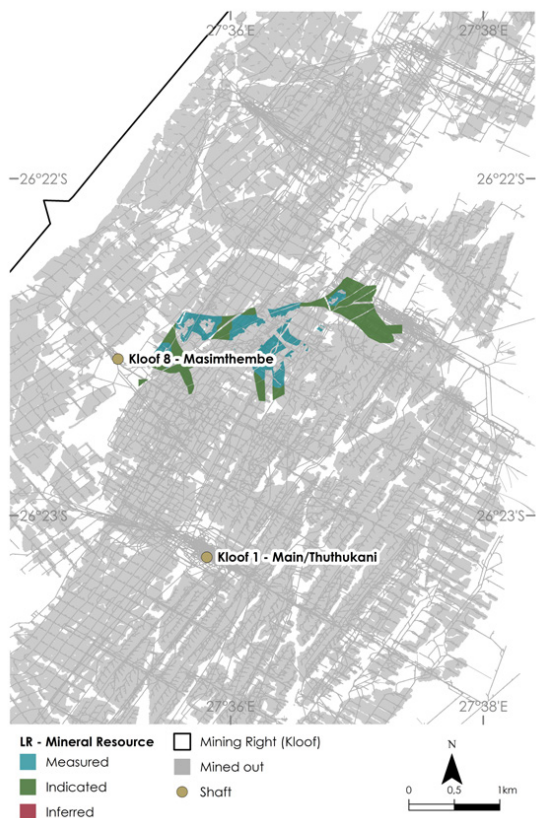 27°36'E
27°38'E
26°22'S
26°22'S
Kloof 8 - Masimthembe
26°23'S
26°23'S
Kloof 1 - Main/Thuthukani
27°36'E
27°38'E
LR - Mineral Resource
Measured
Indicated
Inferred
Mining Right (Kloof)
Mined out
Shaft
N
0 0,5 1km